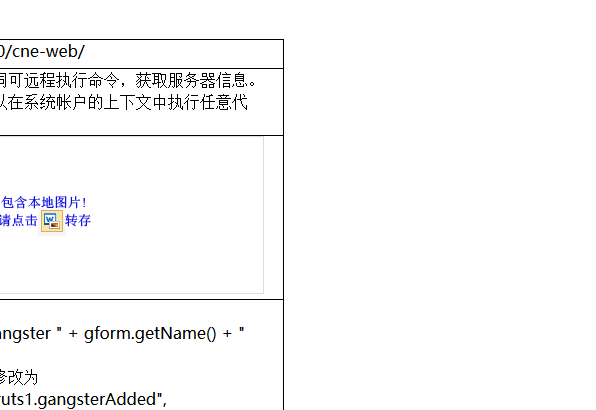 0/cne-web/
洞可远程执行命令，获取服务器信息。
以在系统帐户的上下文中执行任意代
包含本地图片!
请点击 转存
angster " + gform.getName() + "
修改为
ruts1.gangsterAdded",